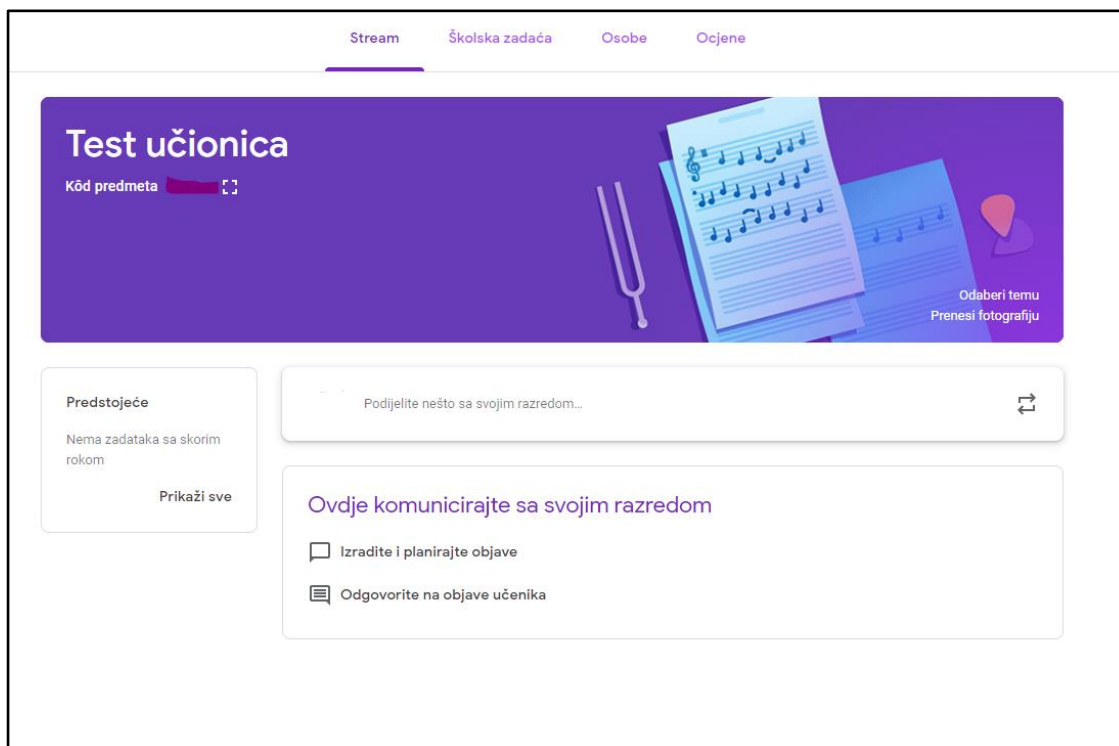 Stream Školska zadaća Osobe Ocjene
Test učionica
Kôd predmeta
Odaberi temu
Prenesi fotografiju
Predstojeće
Nema zadataka sa skorim
rokom
Prikaži sve
Podijelite nešto sa svojim razredom...
Ovdje komunicirajte sa svojim razredom
Izradite i planirajte objave
Odgovorite na objave učenika